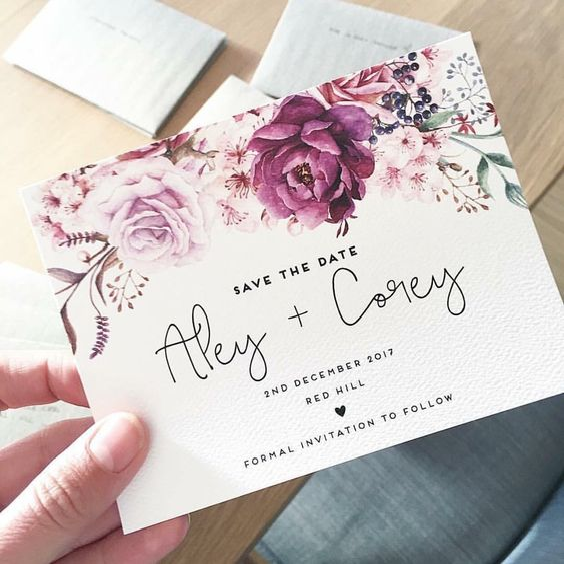 SAVE THE DATE
Aley + Corey
2ND DECEMBER 2017
RED HILL
FORMAL INVITATION TO FOLLOW